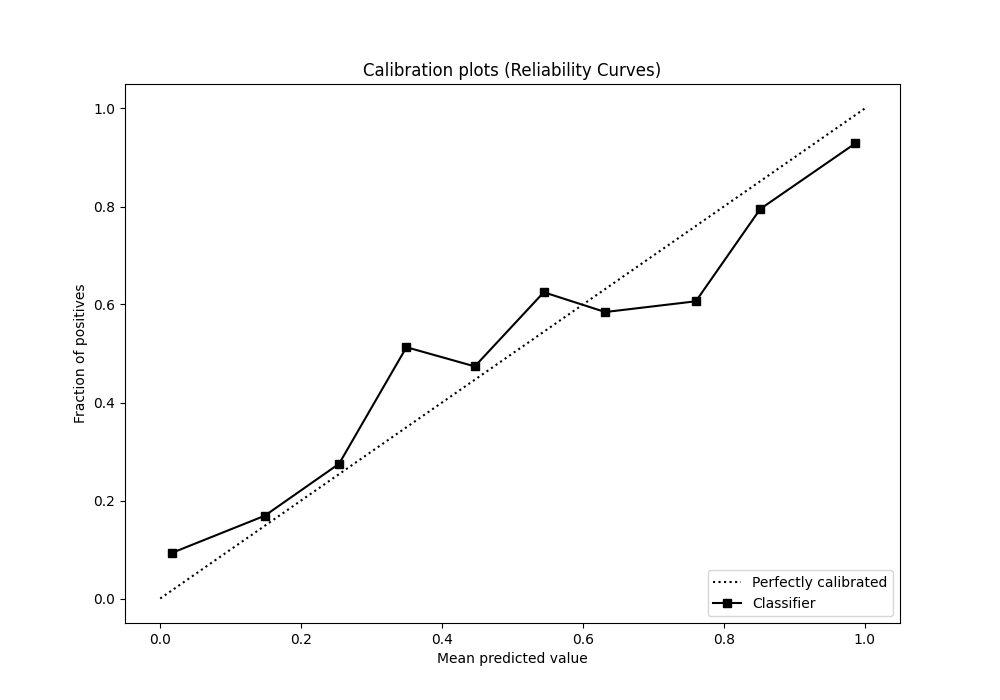 Calibration plots (Reliability Curves)
1.0
0.8
0.6
0.4
0.2
0.0
Fraction of positives
Perfectly calibrated
Classifier
0.0 0.2 0.4 0.6 0.8 1.0
Mean predicted value